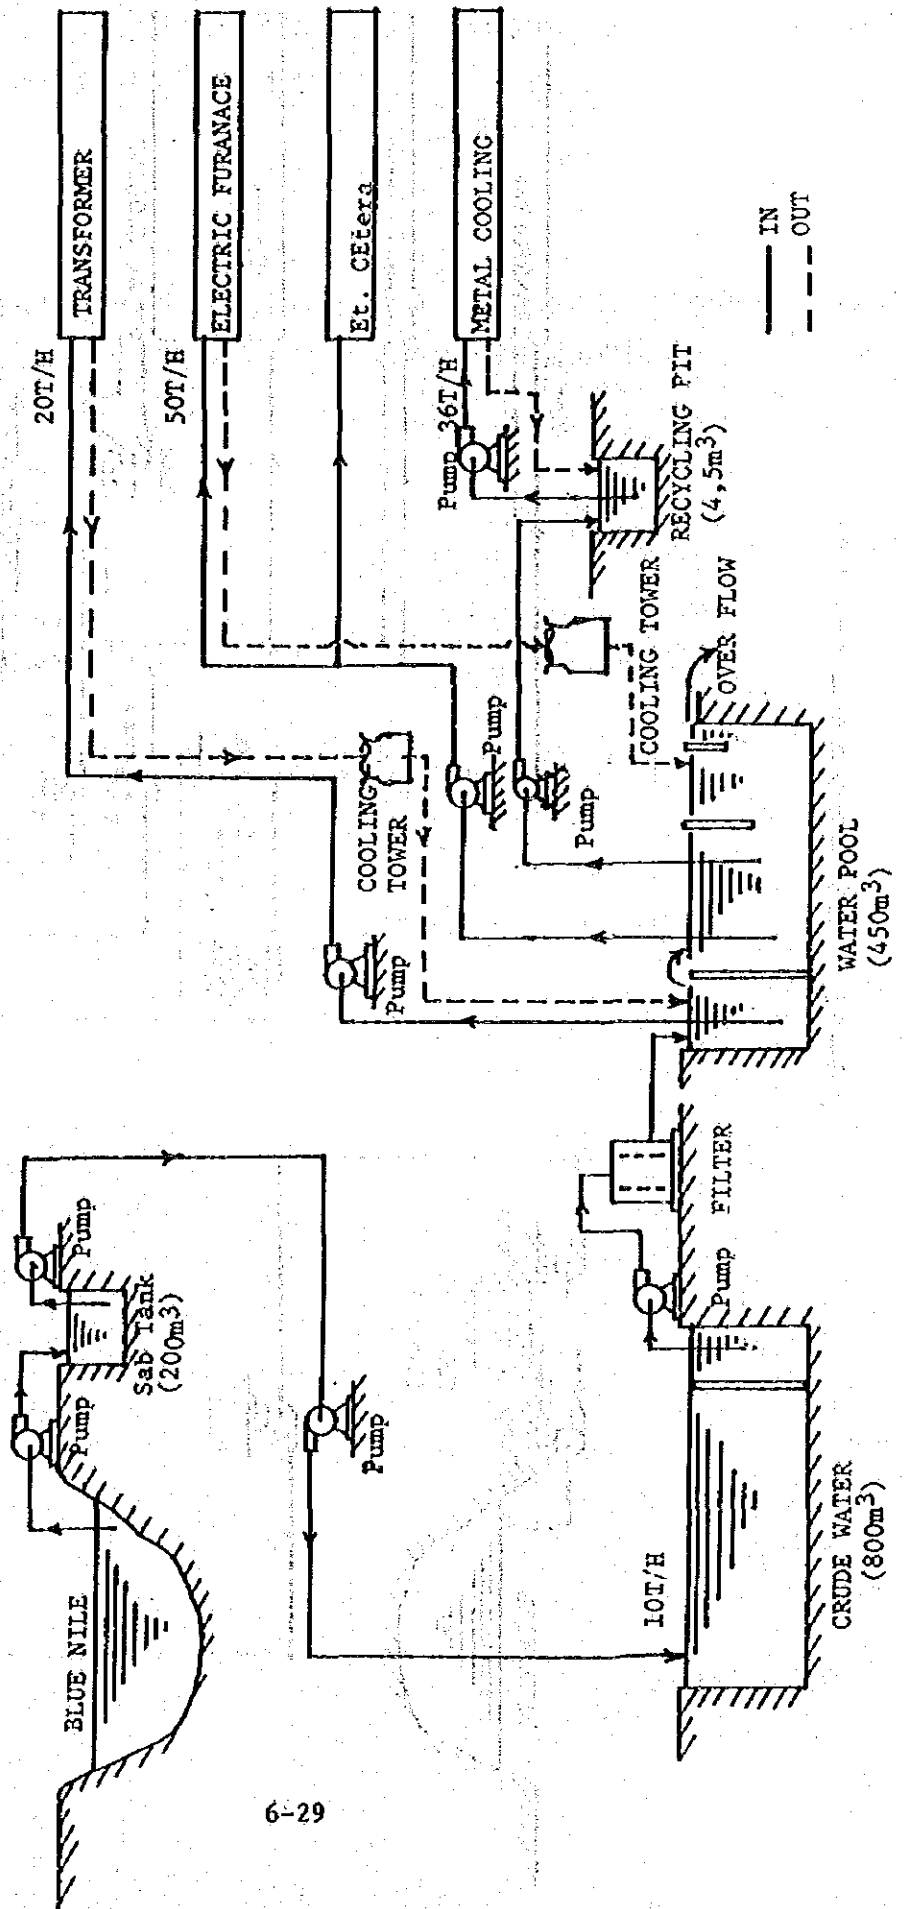 BLUE NILE
Pump
Sab Tank
(200m3)
Pump
Pump
10T/H
CRUDE WATER
(800m³)
Pump
FILTER
WATER POOL
(450m³)
OVER FLOW
Pump
COOLING
TOWER
Pump
Pump
COOLING TOWER
RECYCLING PIT
(4,5m³)
Pump
20T/H
TRANSFORMER
50T/H
ELECTRIC FURANACE
Et. CEtera
36T/H
METAL COOLING
IN
OUT
6-29